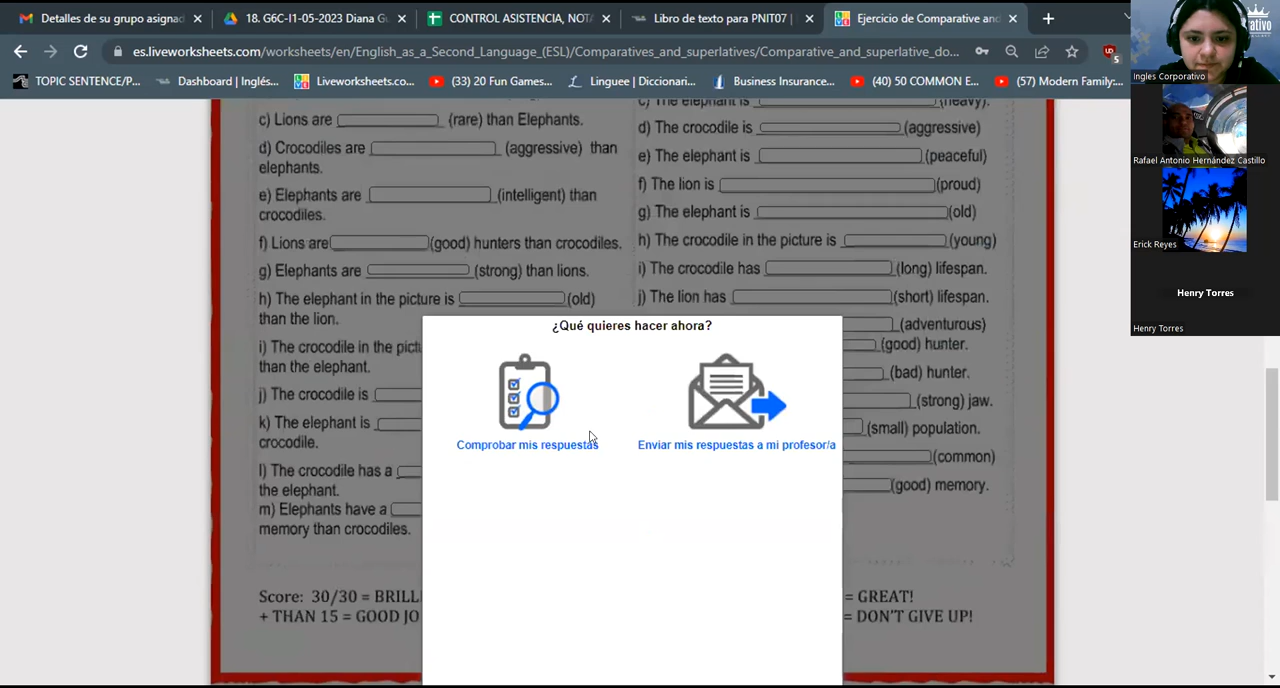 Detalles de su grupo asignad
18. G6C-I1-05-2023 Diana Gu
CONTROL ASISTENCIA, NOTA
Libro de texto para PNIT07 |
Ejercicio de Comparative and
es.liveworksheets.com/worksheets/en/English_as_a_Second_Language_(ESL)/Comparatives_and_superlatives/Comparative_and_superlative_do...
5
TOPIC SENTENCE/P...
Dashboard | Inglés...
Liveworksheets.co...
(33) 20 Fun Games...
Linguee | Diccionari...
Business Insurance...
(40) 50 COMMON E...
(57) Modern Family:...
Ingles Corporativo
Rafael Antonio Hernández Castillo
Erick Reyes
Henry Torres
Henry Torres
c) Lions are (rare) than Elephants.
d) Crocodiles are (aggressive) than
elephants.
e) Elephants are (intelligent) than
crocodiles.
f) Lions are (good) hunters than crocodiles.
g) Elephants are (strong) than lions.
h) The elephant in the picture is (old)
than the lion.
i) The crocodile in the pictu
than the elephant.
j) The crocodile is
k) The elephant is
crocodile.
l) The crocodile has a
the elephant.
m) Elephants have a
memory than crocodiles.
c) The elephant is (heavy).
d) The crocodile is (aggressive)
e) The elephant is (peaceful)
f) The lion is (proud)
g) The elephant is (old)
h) The crocodile in the picture is (young)
i) The crocodile has (long) lifespan.
j) The lion has (short) lifespan.
(adventurous)
(good) hunter.
(bad) hunter.
(strong) jaw.
(small) population.
(common)
(good) memory.
¿Qué quieres hacer ahora?
Comprobar mis respuestas
Enviar mis respuestas a mi profesor/a
Score: 30/30 = BRILL
= GREAT!
+ THAN 15 = GOOD JO
= DON'T GIVE UP!